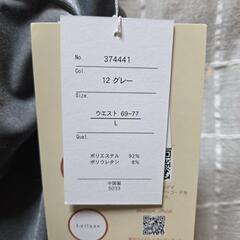 No. 374441
Col. 12 グレー
Size.
ウエスト 69~77
L
Qual.
ポリエステル 92%
ポリウレタン 8%
中国製
5033